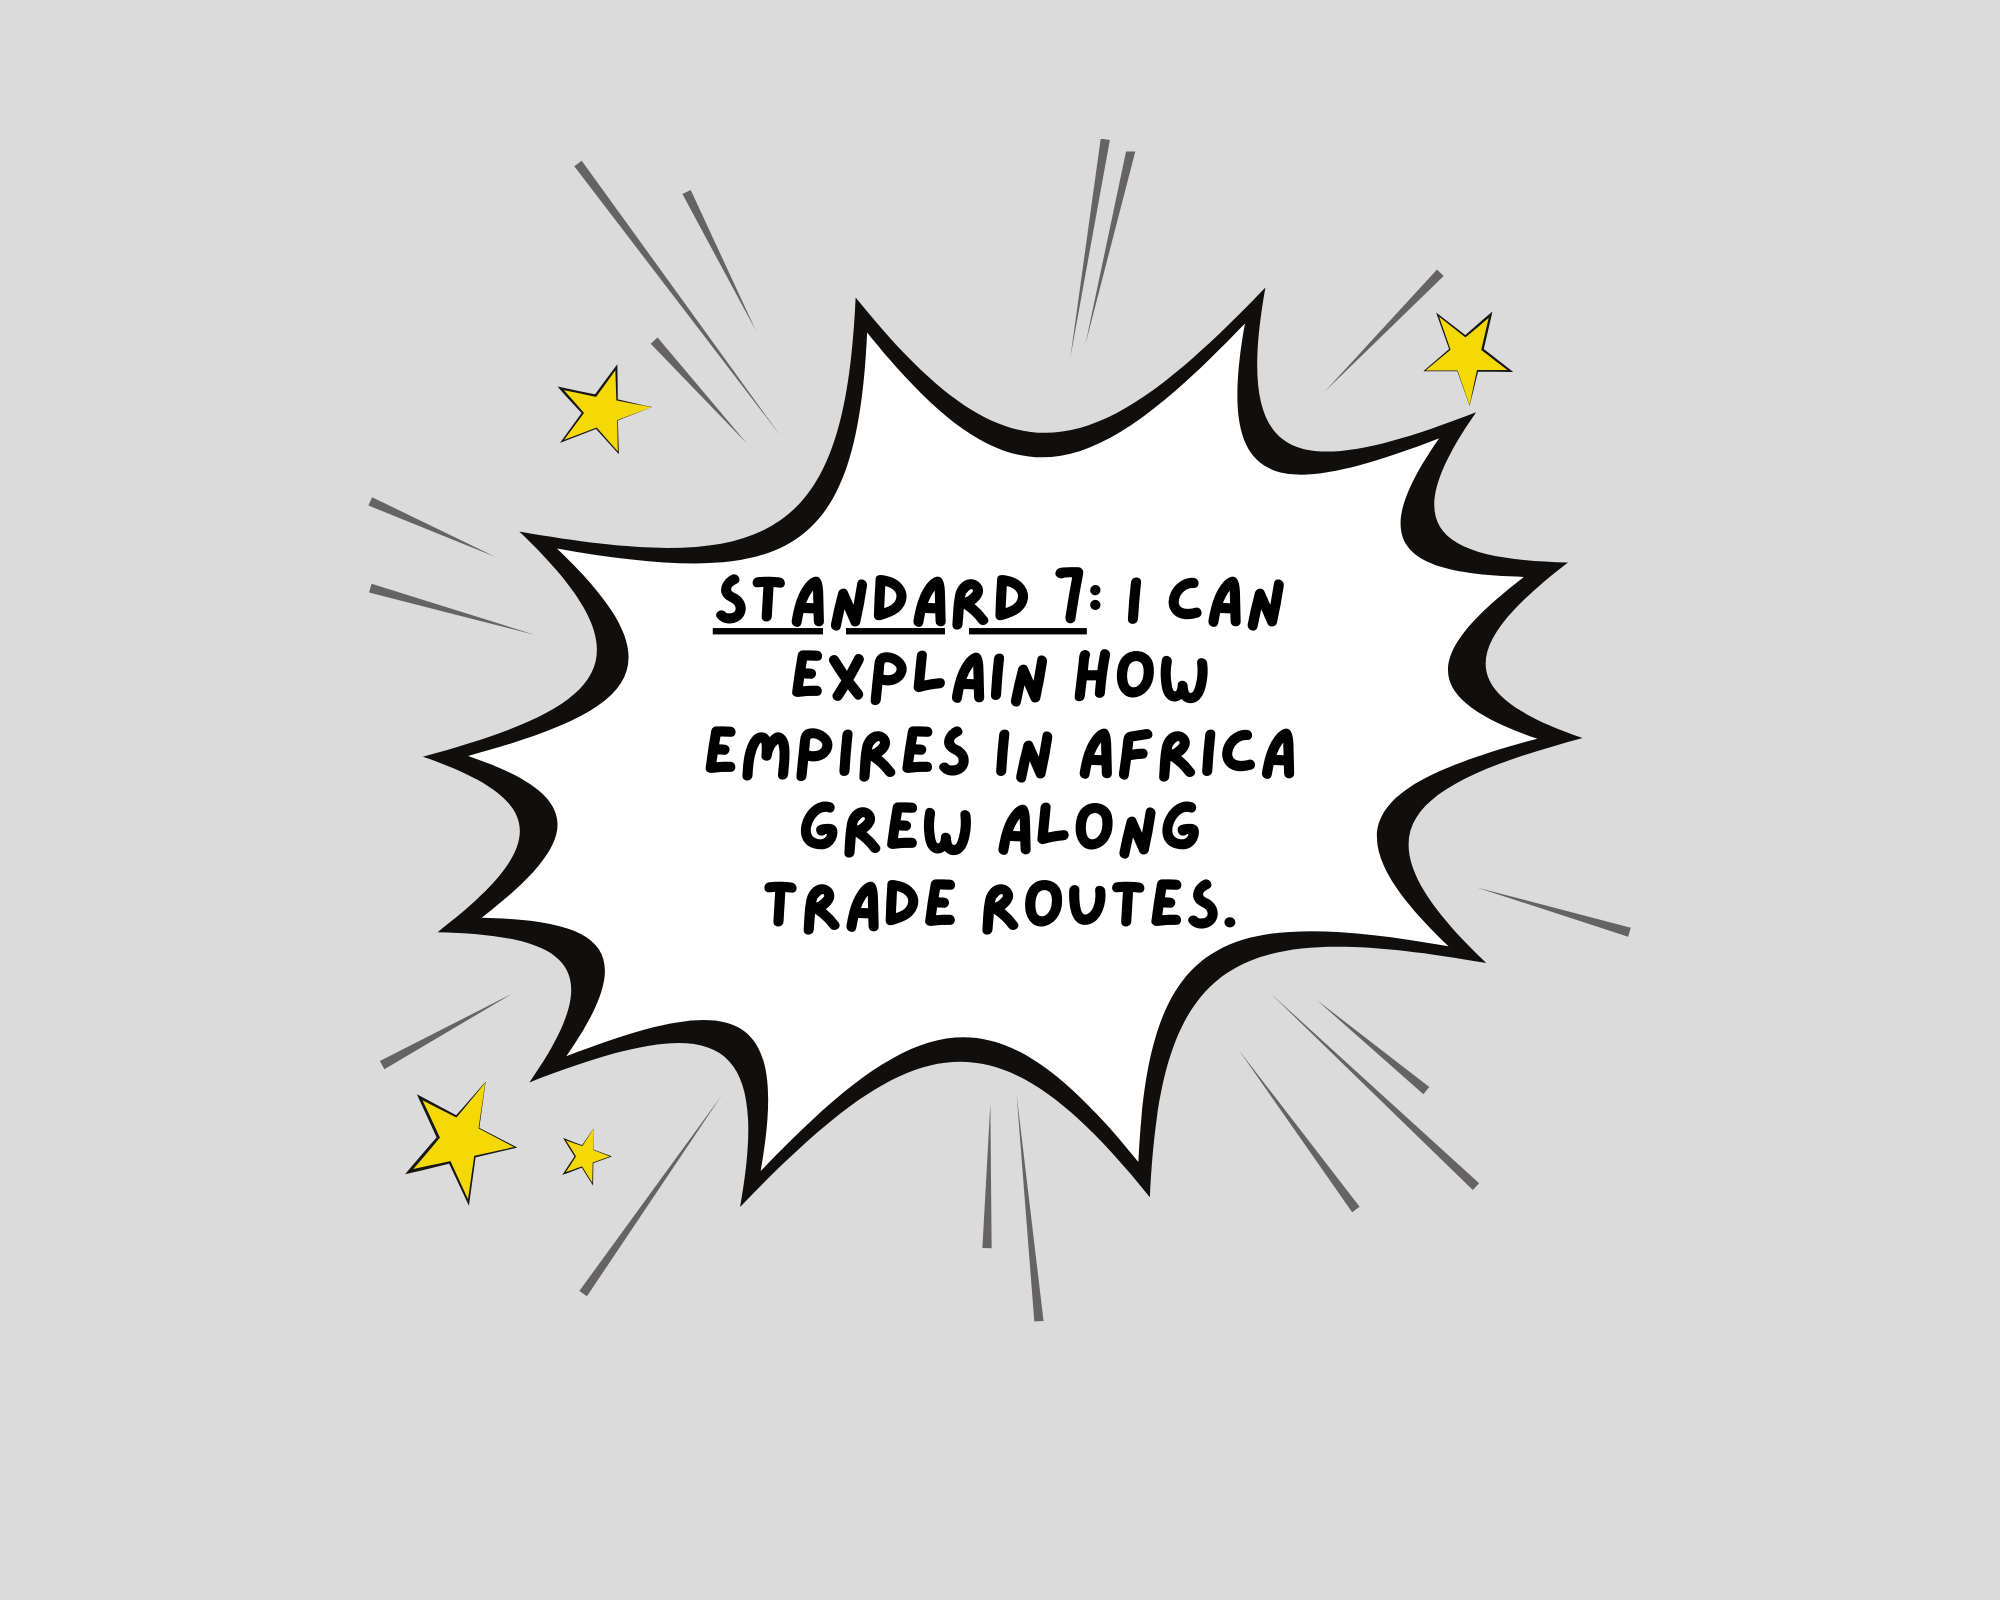 STANDARD 7: I CAN
EXPLAIN HOW
EMPIRES IN AFRICA
GREW ALONG
TRADE ROUTES.